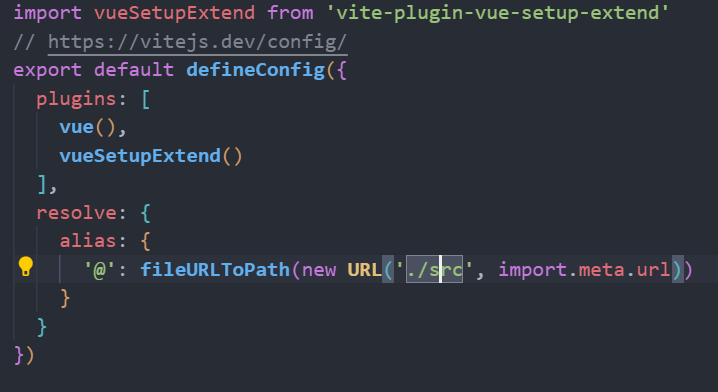 import vueSetupExtend from 'vite-plugin-vue-setup-extend'
// https://vitejs.dev/config/
export default defineConfig({
  plugins: [
    vue(),
    vueSetupExtend()
  ],
  resolve: {
    alias: {
      '@': fileURLToPath(new URL('./src', import.meta.url))
    }
  }
})